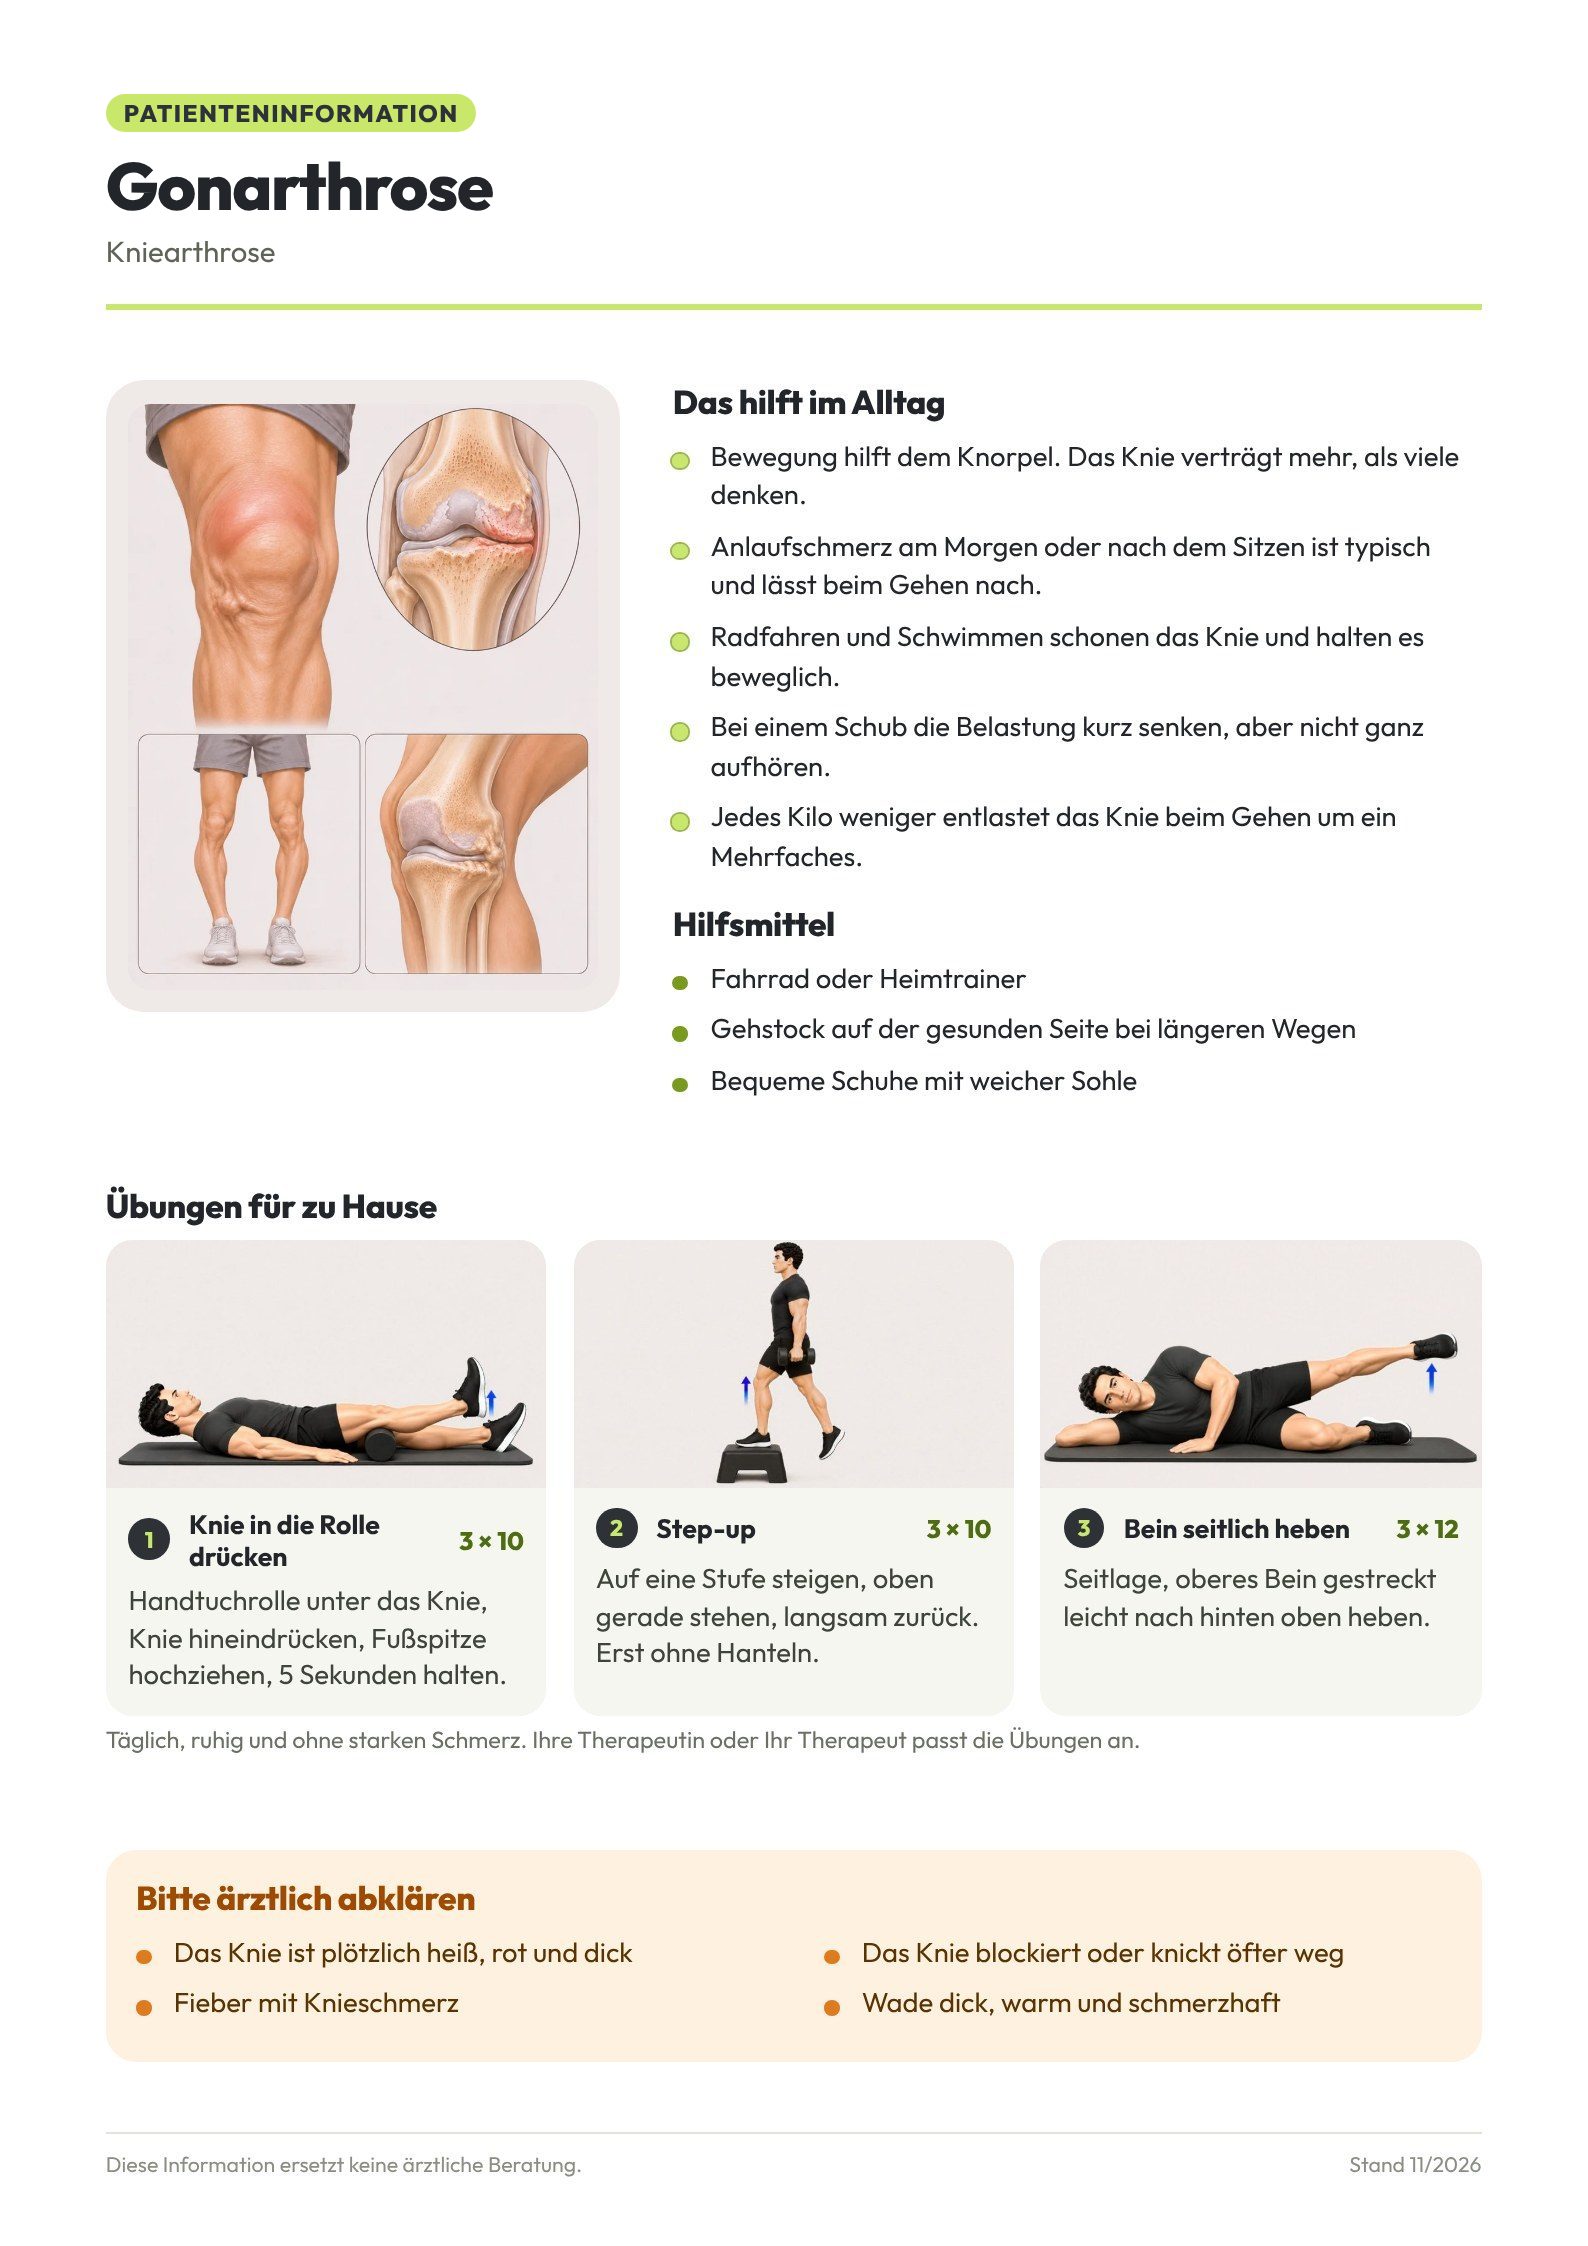 PATIENTENINFORMATION
Gonarthrose
Kniearthrose
Das hilft im Alltag
Bewegung hilft dem Knorpel. Das Knie verträgt mehr, als viele
denken.
Anlaufschmerz am Morgen oder nach dem Sitzen ist typisch
und lässt beim Gehen nach.
Radfahren und Schwimmen schonen das Knie und halten es
beweglich.
Bei einem Schub die Belastung kurz senken, aber nicht ganz
aufhören.
Jedes Kilo weniger entlastet das Knie beim Gehen um ein
Mehrfaches.
Hilfsmittel
Fahrrad oder Heimtrainer
Gehstock auf der gesunden Seite bei längeren Wegen
Bequeme Schuhe mit weicher Sohle
Übungen für zu Hause
1 Knie in die Rolle
drücken 3 × 10
Handtuchrolle unter das Knie,
Knie hineindrücken, Fußspitze
hochziehen, 5 Sekunden halten.
2 Step-up 3 × 10
Auf eine Stufe steigen, oben
gerade stehen, langsam zurück.
Erst ohne Hanteln.
3 Bein seitlich heben 3 × 12
Seitlage, oberes Bein gestreckt
leicht nach hinten oben heben.
Täglich, ruhig und ohne starken Schmerz. Ihre Therapeutin oder Ihr Therapeut passt die Übungen an.
Bitte ärztlich abklären
Das Knie ist plötzlich heiß, rot und dick
Fieber mit Knieschmerz
Das Knie blockiert oder knickt öfter weg
Wade dick, warm und schmerzhaft
Diese Information ersetzt keine ärztliche Beratung.
Stand 11/2026